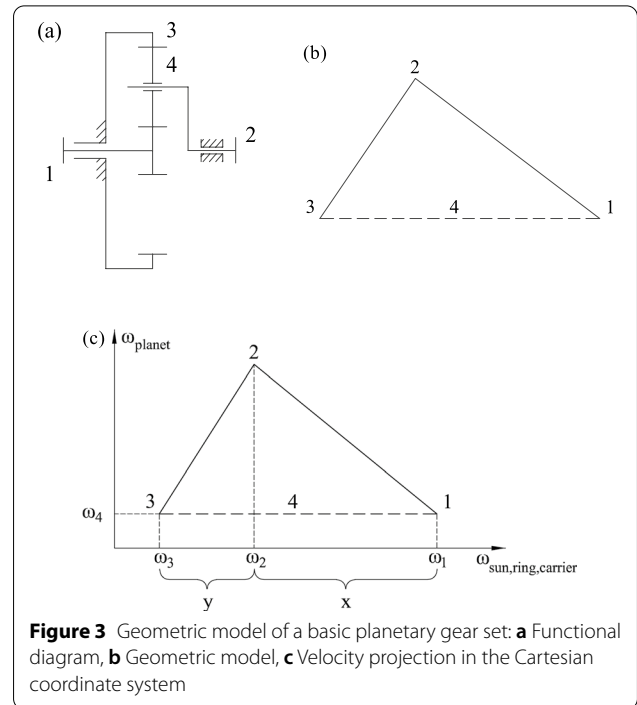 (a)
3
4
2
1
(b)
2
3
4
1
(c)
ω_planet
2
3
4
1
ω₄
ω₃
ω₂
ω₁
ω_sun,ring,carrier
y
x
Figure 3 Geometric model of a basic planetary gear set: a Functional
diagram, b Geometric model, c Velocity projection in the Cartesian
coordinate system